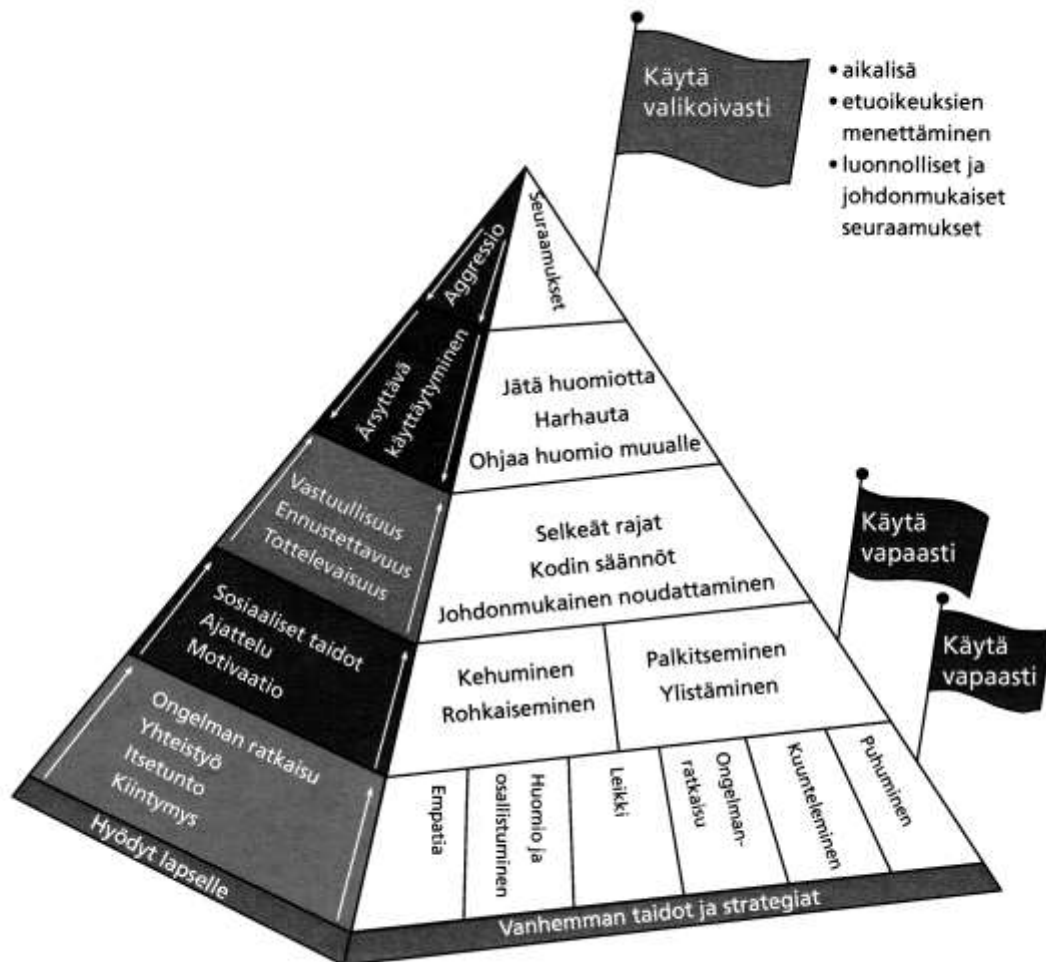 Käytä
valikoivasti
• aikalisä
• etuoikeuksien
menettäminen
• luonnolliset ja
johdonmukaiset
seuraamukset
Aggressio
Seuraamukset
Ärsyttävä
käyttäytyminen
Jätä huomiotta
Harhauta
Ohjaa huomio muualle
Vastuullisuus
Ennustettavuus
Tottelevaisuus
Selkeät rajat
Kodin säännöt
Johdonmukainen noudattaminen
Käytä
vapaasti
Sosiaaliset taidot
Ajattelu
Motivaatio
Kehuminen
Rohkaiseminen
Palkitseminen
Ylistäminen
Käytä
vapaasti
Ongelman ratkaisu
Yhteistyö
Itsetunto
Kiintymys
Empatia
Huomio ja
osallistuminen
Leikki
Ongelman-
ratkaisu
Kuunteleminen
Puhuminen
Hyödyt lapselle
Vanhemman taidot ja strategiat